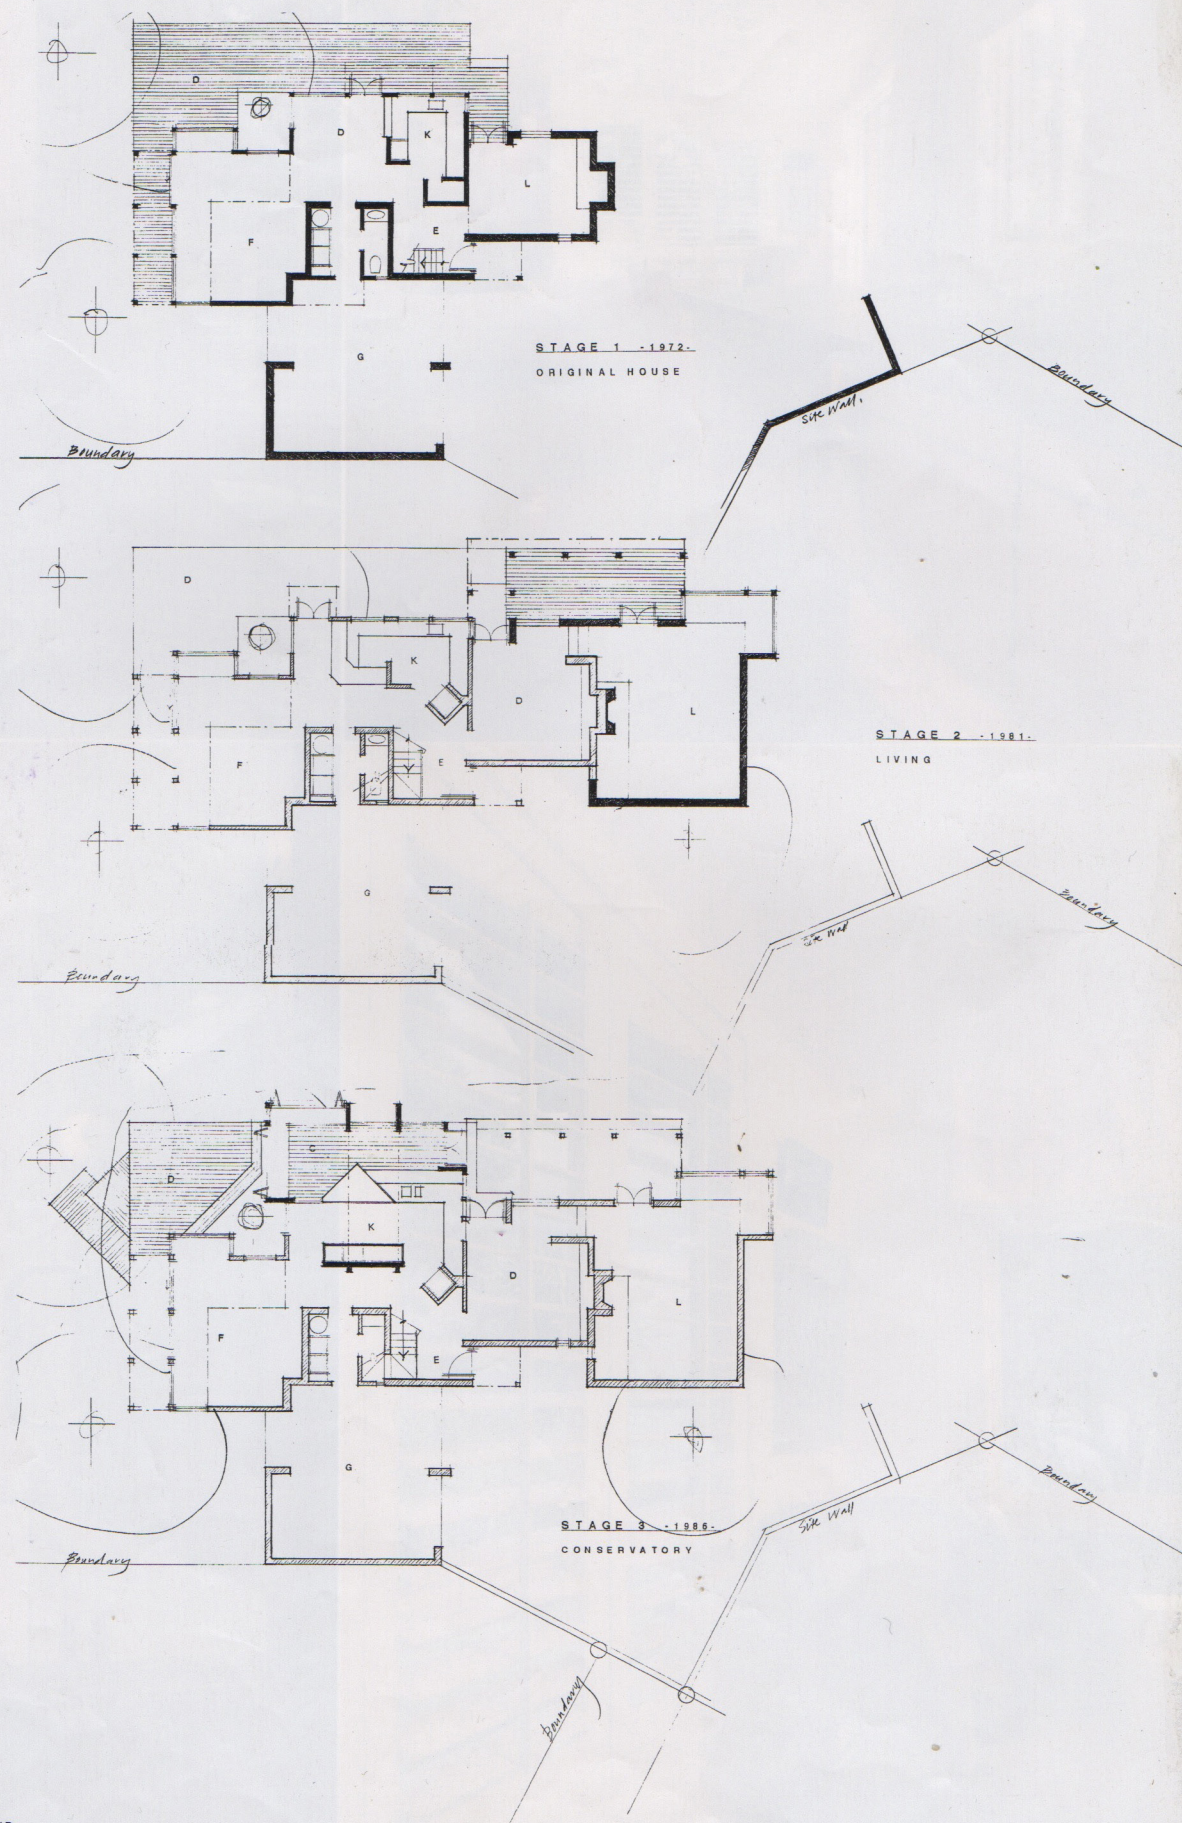 D
D
K
L
F
E
G
STAGE 1 -1972-
ORIGINAL HOUSE
Boundary
Site Wall.
Boundary
D
K
D
L
F
E
G
STAGE 2 -1981-
LIVING
Boundary
Site Wall
Boundary
C
D
K
D
L
F
E
G
STAGE 3 -1986-
CONSERVATORY
Boundary
Site Wall
Boundary
Boundary